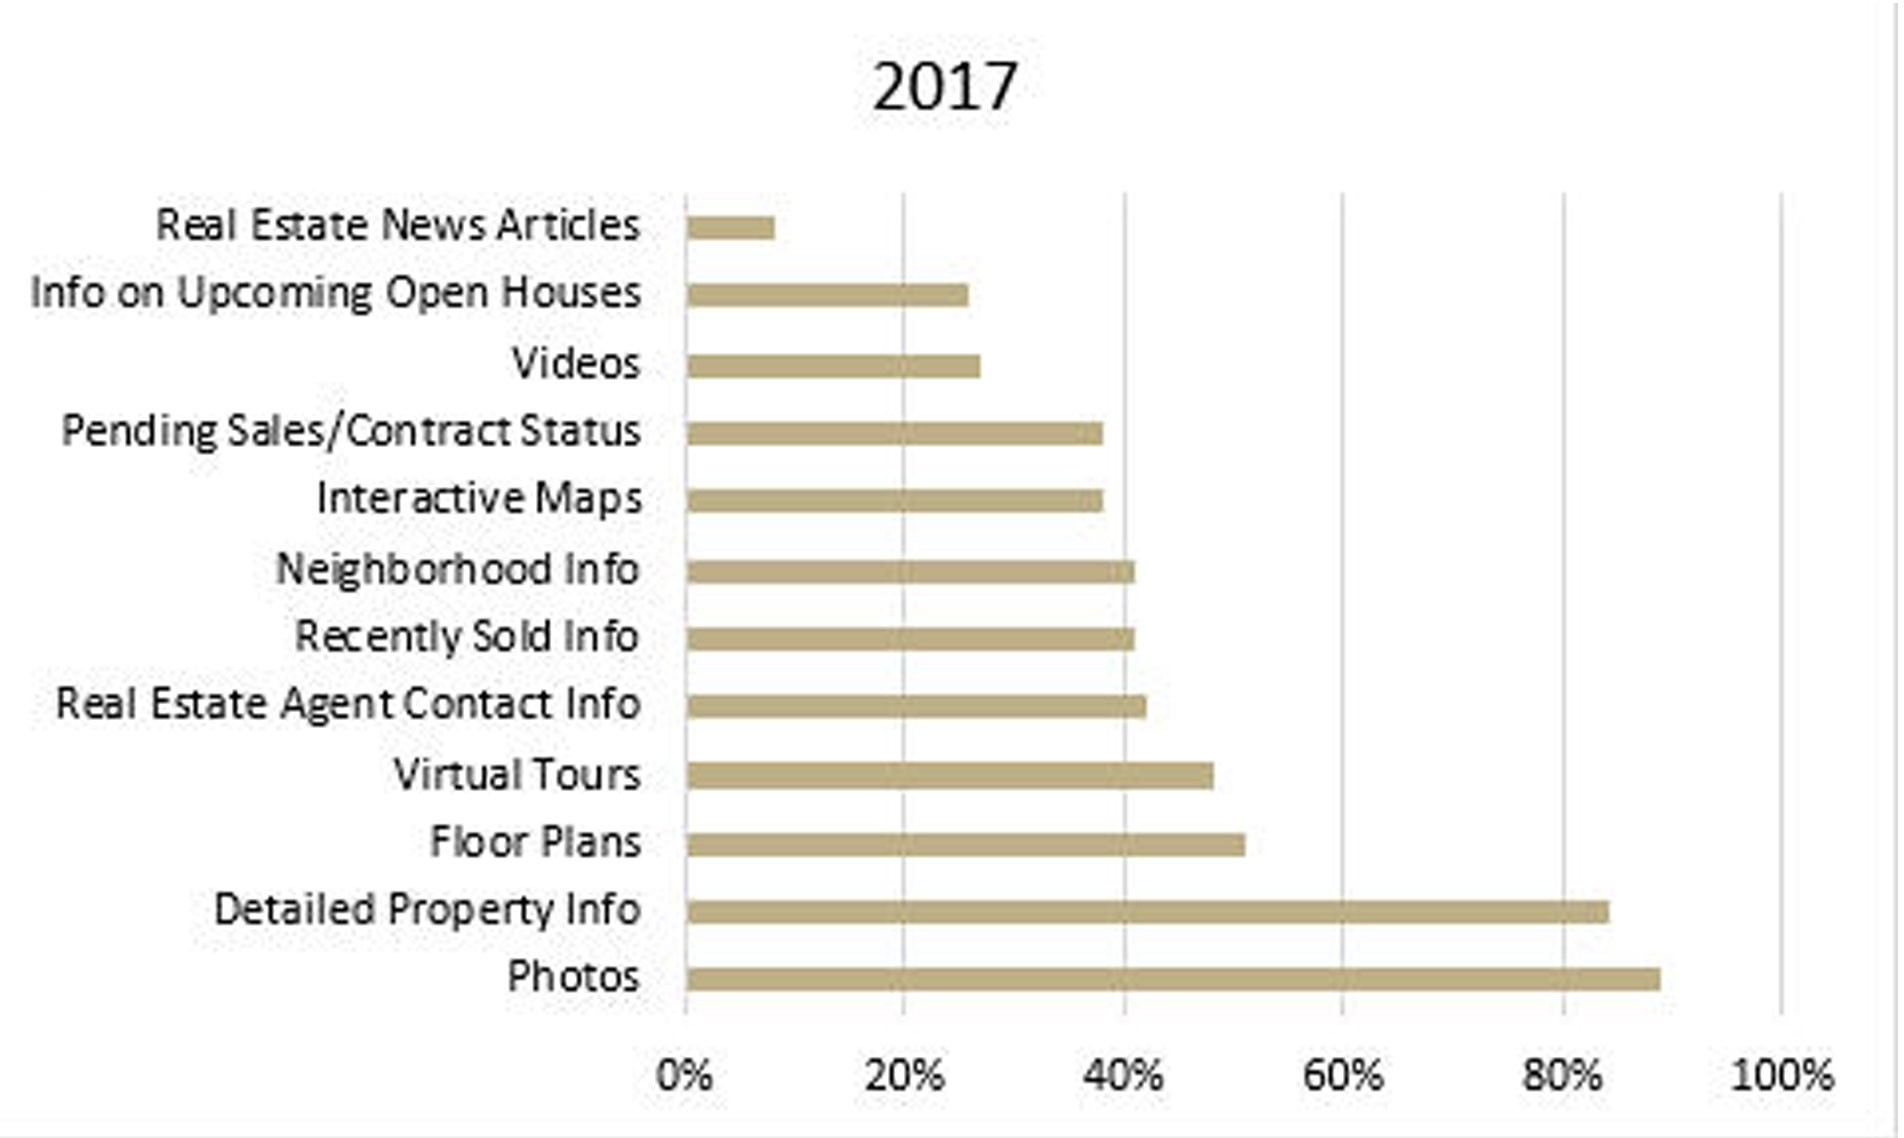 2017
Real Estate News Articles
Info on Upcoming Open Houses
Videos
Pending Sales/Contract Status
Interactive Maps
Neighborhood Info
Recently Sold Info
Real Estate Agent Contact Info
Virtual Tours
Floor Plans
Detailed Property Info
Photos
0% 20% 40% 60% 80% 100%